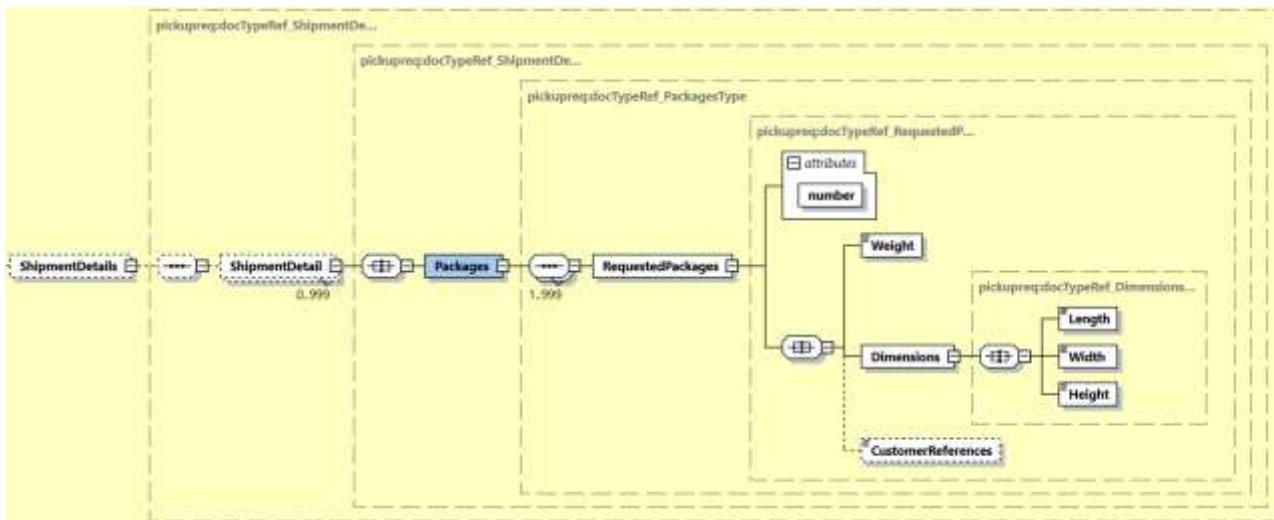 pickupreq:docTypeRef_ShipmentDe...
pickupreq:docTypeRef_ShipmentDe...
pickupreq:docTypeRef_PackagesType
pickupreq:docTypeRef_RequestedP...
attributes
number
Weight
ShipmentDetails
ShipmentDetail
Packages
RequestedPackages
0..999
1..999
pickupreq:docTypeRef_Dimensions...
Length
Dimensions
Width
Height
CustomerReferences